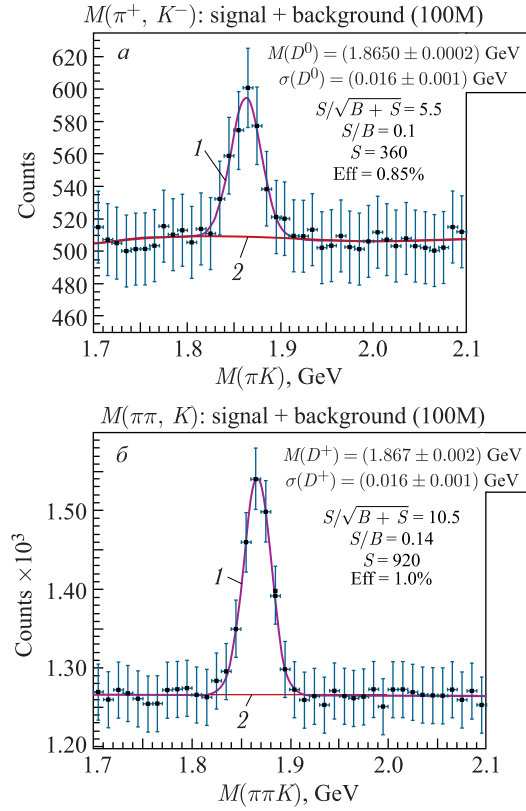 M(π⁺, K⁻): signal + background (100M)
a
M(D⁰) = (1.8650 ± 0.0002) GeV
σ(D⁰) = (0.016 ± 0.001) GeV
S/√B + S = 5.5
S/B = 0.1
S = 360
Eff = 0.85%
1
2
Counts
620
600
580
560
540
520
500
480
460
440
1.7 1.8 1.9 2.0 2.1
M(πK), GeV
M(ππ, K): signal + background (100M)
б
M(D⁺) = (1.867 ± 0.002) GeV
σ(D⁺) = (0.016 ± 0.001) GeV
S/√B + S = 10.5
S/B = 0.14
S = 920
Eff = 1.0%
1
2
Counts × 10³
1.50
1.40
1.30
1.20
1.7 1.8 1.9 2.0 2.1
M(ππK), GeV